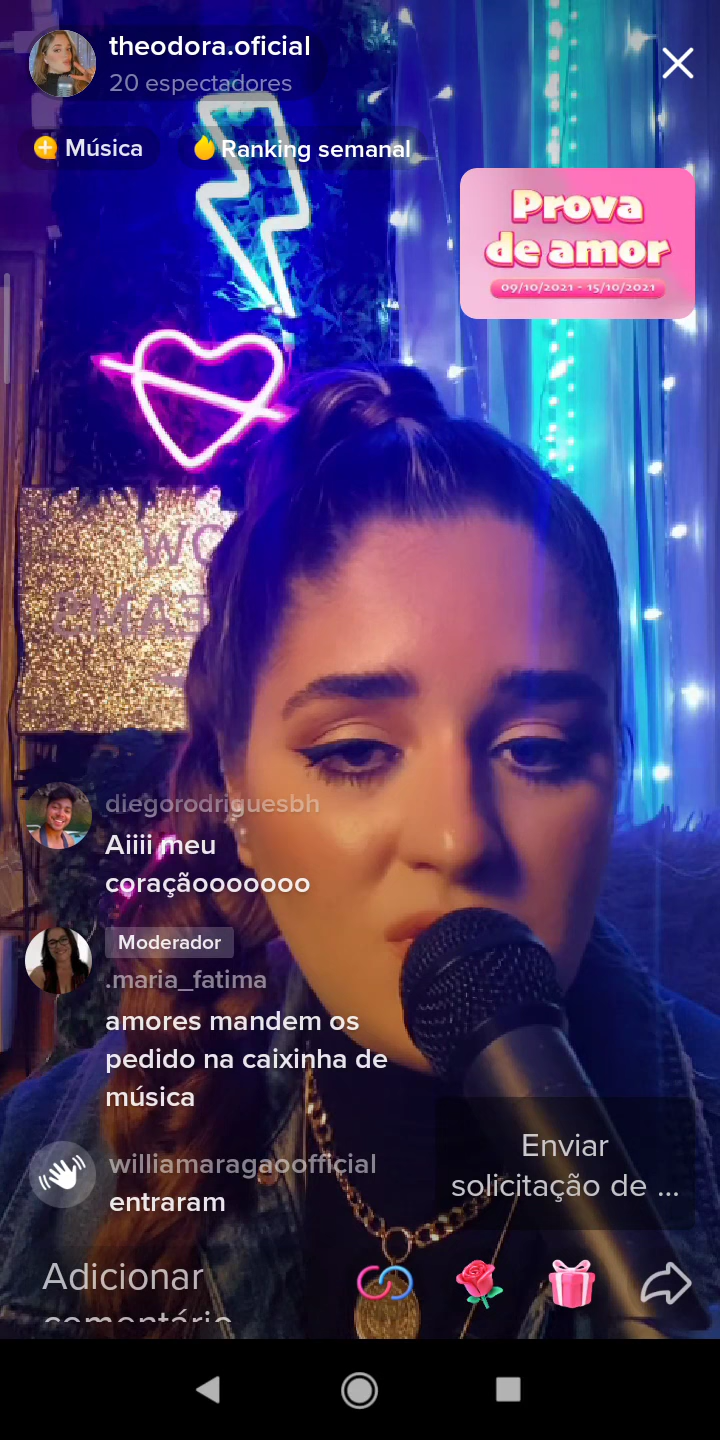 theodora.oficial
20 espectadores
Música
Ranking semanal
Prova
de amor
09/10/2021 - 15/10/2021
diegorodriguesbh
Aiiii meu
coraçãooooooo
Moderador
.maria_fatima
amores mandem os
pedido na caixinha de
música
williamaragaoofficial
entraram
Enviar
solicitação de ...
Adicionar
comentário